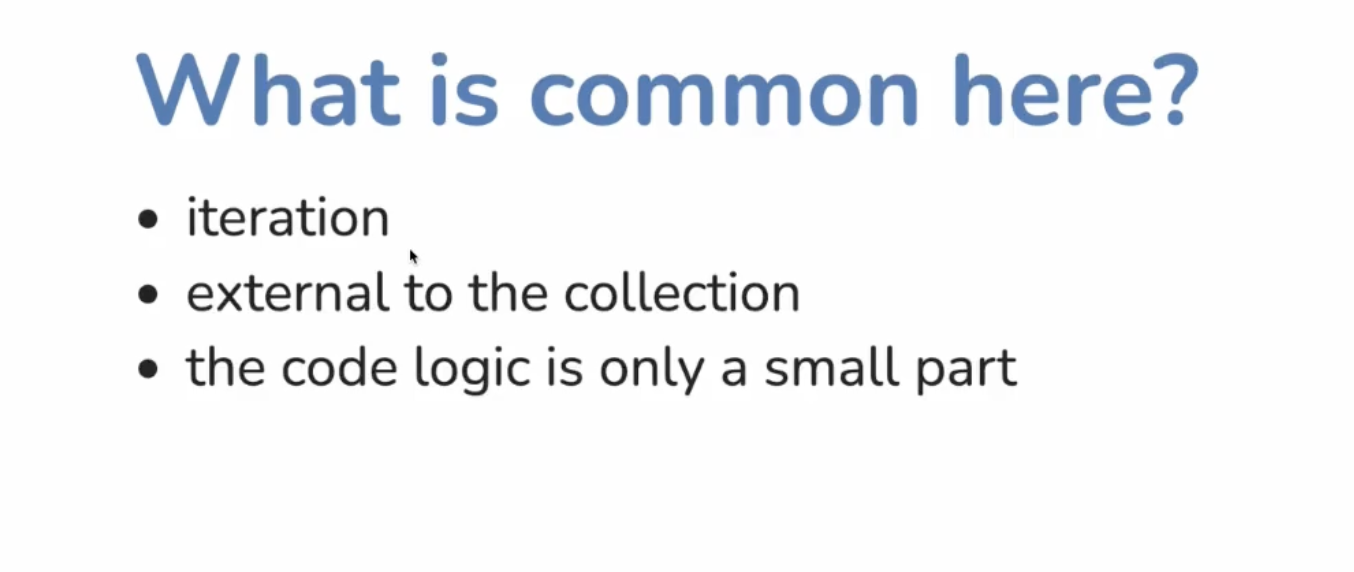 What is common here?
• iteration
• external to the collection
• the code logic is only a small part